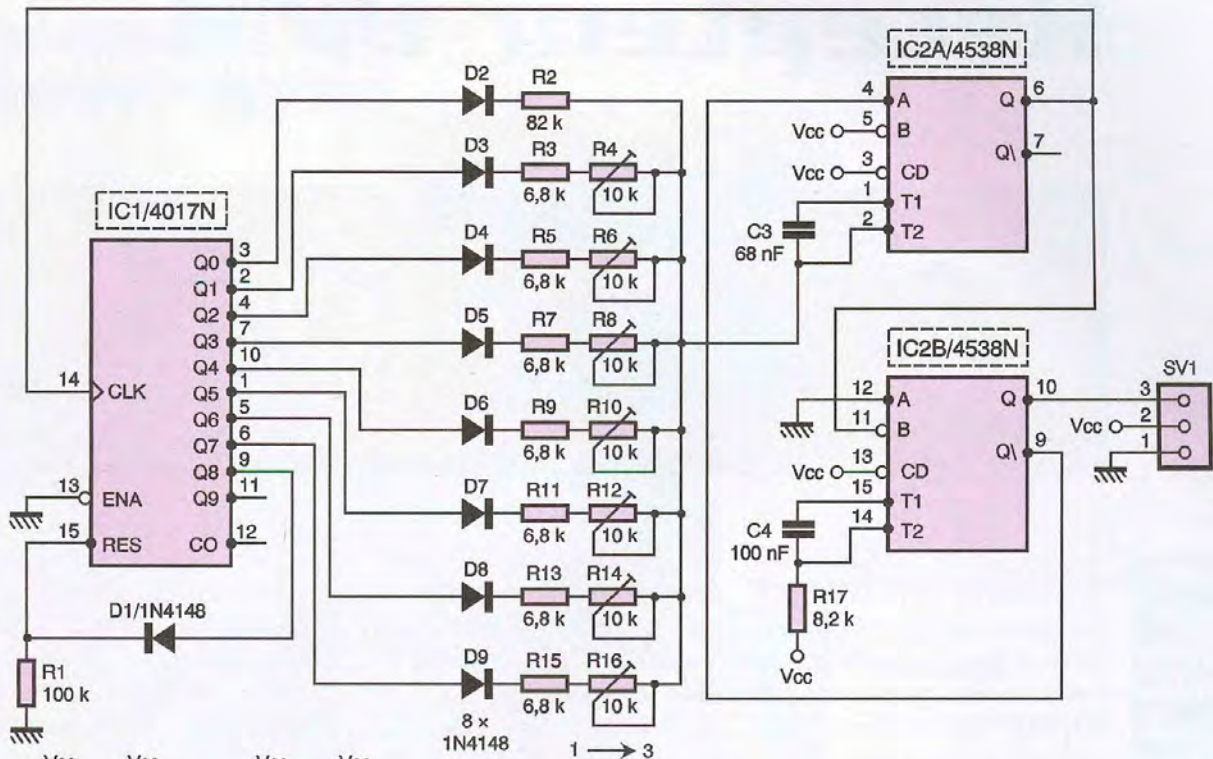 IC1/4017N
3
Q0
2
Q1
4
Q2
7
Q3
10
Q4
1
Q5
5
Q6
6
Q7
9
Q8
11
Q9
12
CO
14
CLK
13
ENA
15
RES
D1/1N4148
R1
100 k
D2
R2
82 k
D3
R3
R4
6,8 k
10 k
D4
R5
R6
6,8 k
10 k
D5
R7
R8
6,8 k
10 k
D6
R9
R10
6,8 k
10 k
D7
R11
R12
6,8 k
10 k
D8
R13
R14
6,8 k
10 k
D9
R15
R16
6,8 k
10 k
8 ×
1N4148
1
3
IC2A/4538N
4
A
Q
6
Vcc
5
B
7
Q\
Vcc
3
CD
1
T1
2
T2
C3
68 nF
IC2B/4538N
12
A
Q
10
11
B
9
Q\
Vcc
13
CD
15
T1
14
T2
C4
100 nF
R17
8,2 k
Vcc
SV1
3
Vcc
2
1